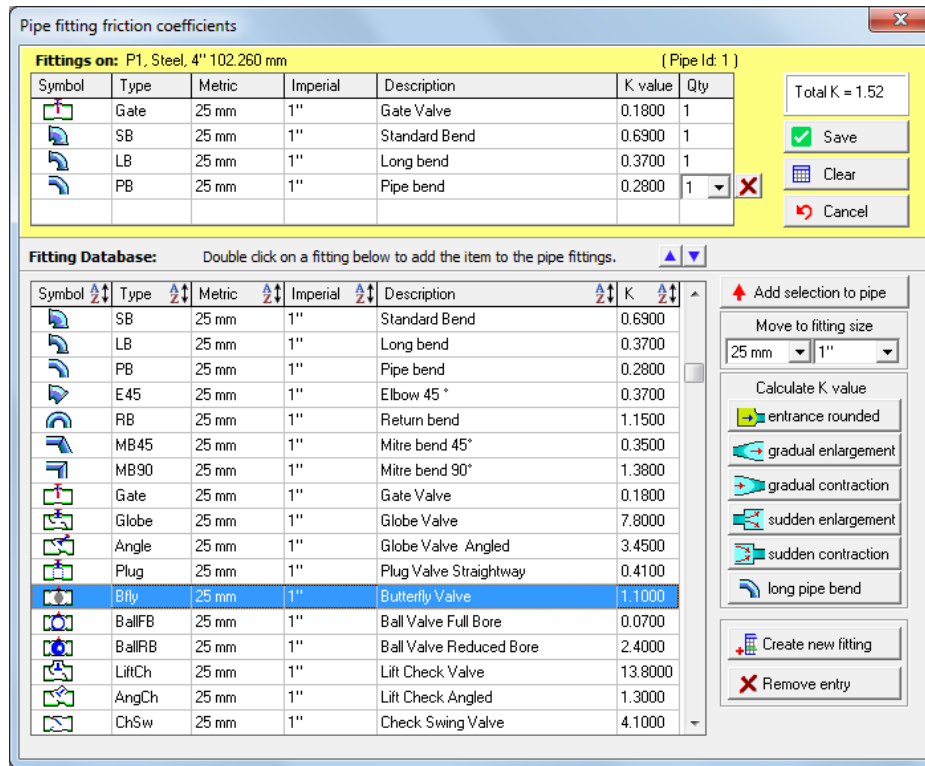 Pipe fitting friction coefficients
Fittings on: P1, Steel, 4" 102.260 mm ( Pipe Id: 1 )
Symbol Type Metric Imperial Description K value Qty
Gate 25 mm 1" Gate Valve 0.1800 1
SB 25 mm 1" Standard Bend 0.6900 1
LB 25 mm 1" Long bend 0.3700 1
PB 25 mm 1" Pipe bend 0.2800 1
Total K = 1.52
Save
Clear
Cancel
Fitting Database: Double click on a fitting below to add the item to the pipe fittings.
Symbol AZ Type AZ Metric AZ Imperial AZ Description AZ K AZ
SB 25 mm 1" Standard Bend 0.6900
LB 25 mm 1" Long bend 0.3700
PB 25 mm 1" Pipe bend 0.2800
E45 25 mm 1" Elbow 45 ° 0.3700
RB 25 mm 1" Return bend 1.1500
MB45 25 mm 1" Mitre bend 45° 0.3500
MB90 25 mm 1" Mitre bend 90° 1.3800
Gate 25 mm 1" Gate Valve 0.1800
Globe 25 mm 1" Globe Valve 7.8000
Angle 25 mm 1" Globe Valve Angled 3.4500
Plug 25 mm 1" Plug Valve Straightway 0.4100
Bfly 25 mm 1" Butterfly Valve 1.1000
BallFB 25 mm 1" Ball Valve Full Bore 0.0700
BallRB 25 mm 1" Ball Valve Reduced Bore 2.4000
LiftCh 25 mm 1" Lift Check Valve 13.8000
AngCh 25 mm 1" Lift Check Angled 1.3000
ChSw 25 mm 1" Check Swing Valve 4.1000
Add selection to pipe
Move to fitting size
25 mm 1"
Calculate K value
entrance rounded
gradual enlargement
gradual contraction
sudden enlargement
sudden contraction
long pipe bend
Create new fitting
Remove entry